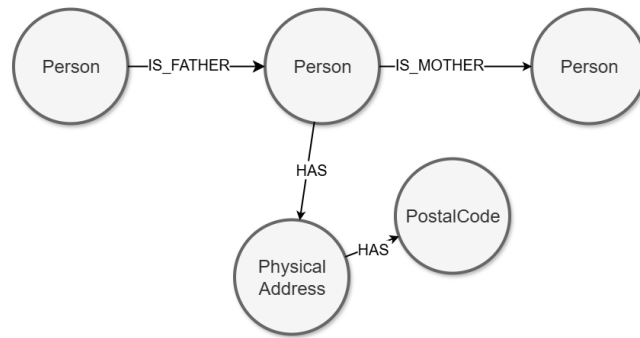 Person
IS_FATHER
Person
IS_MOTHER
Person
HAS
PostalCode
HAS
Physical
Address